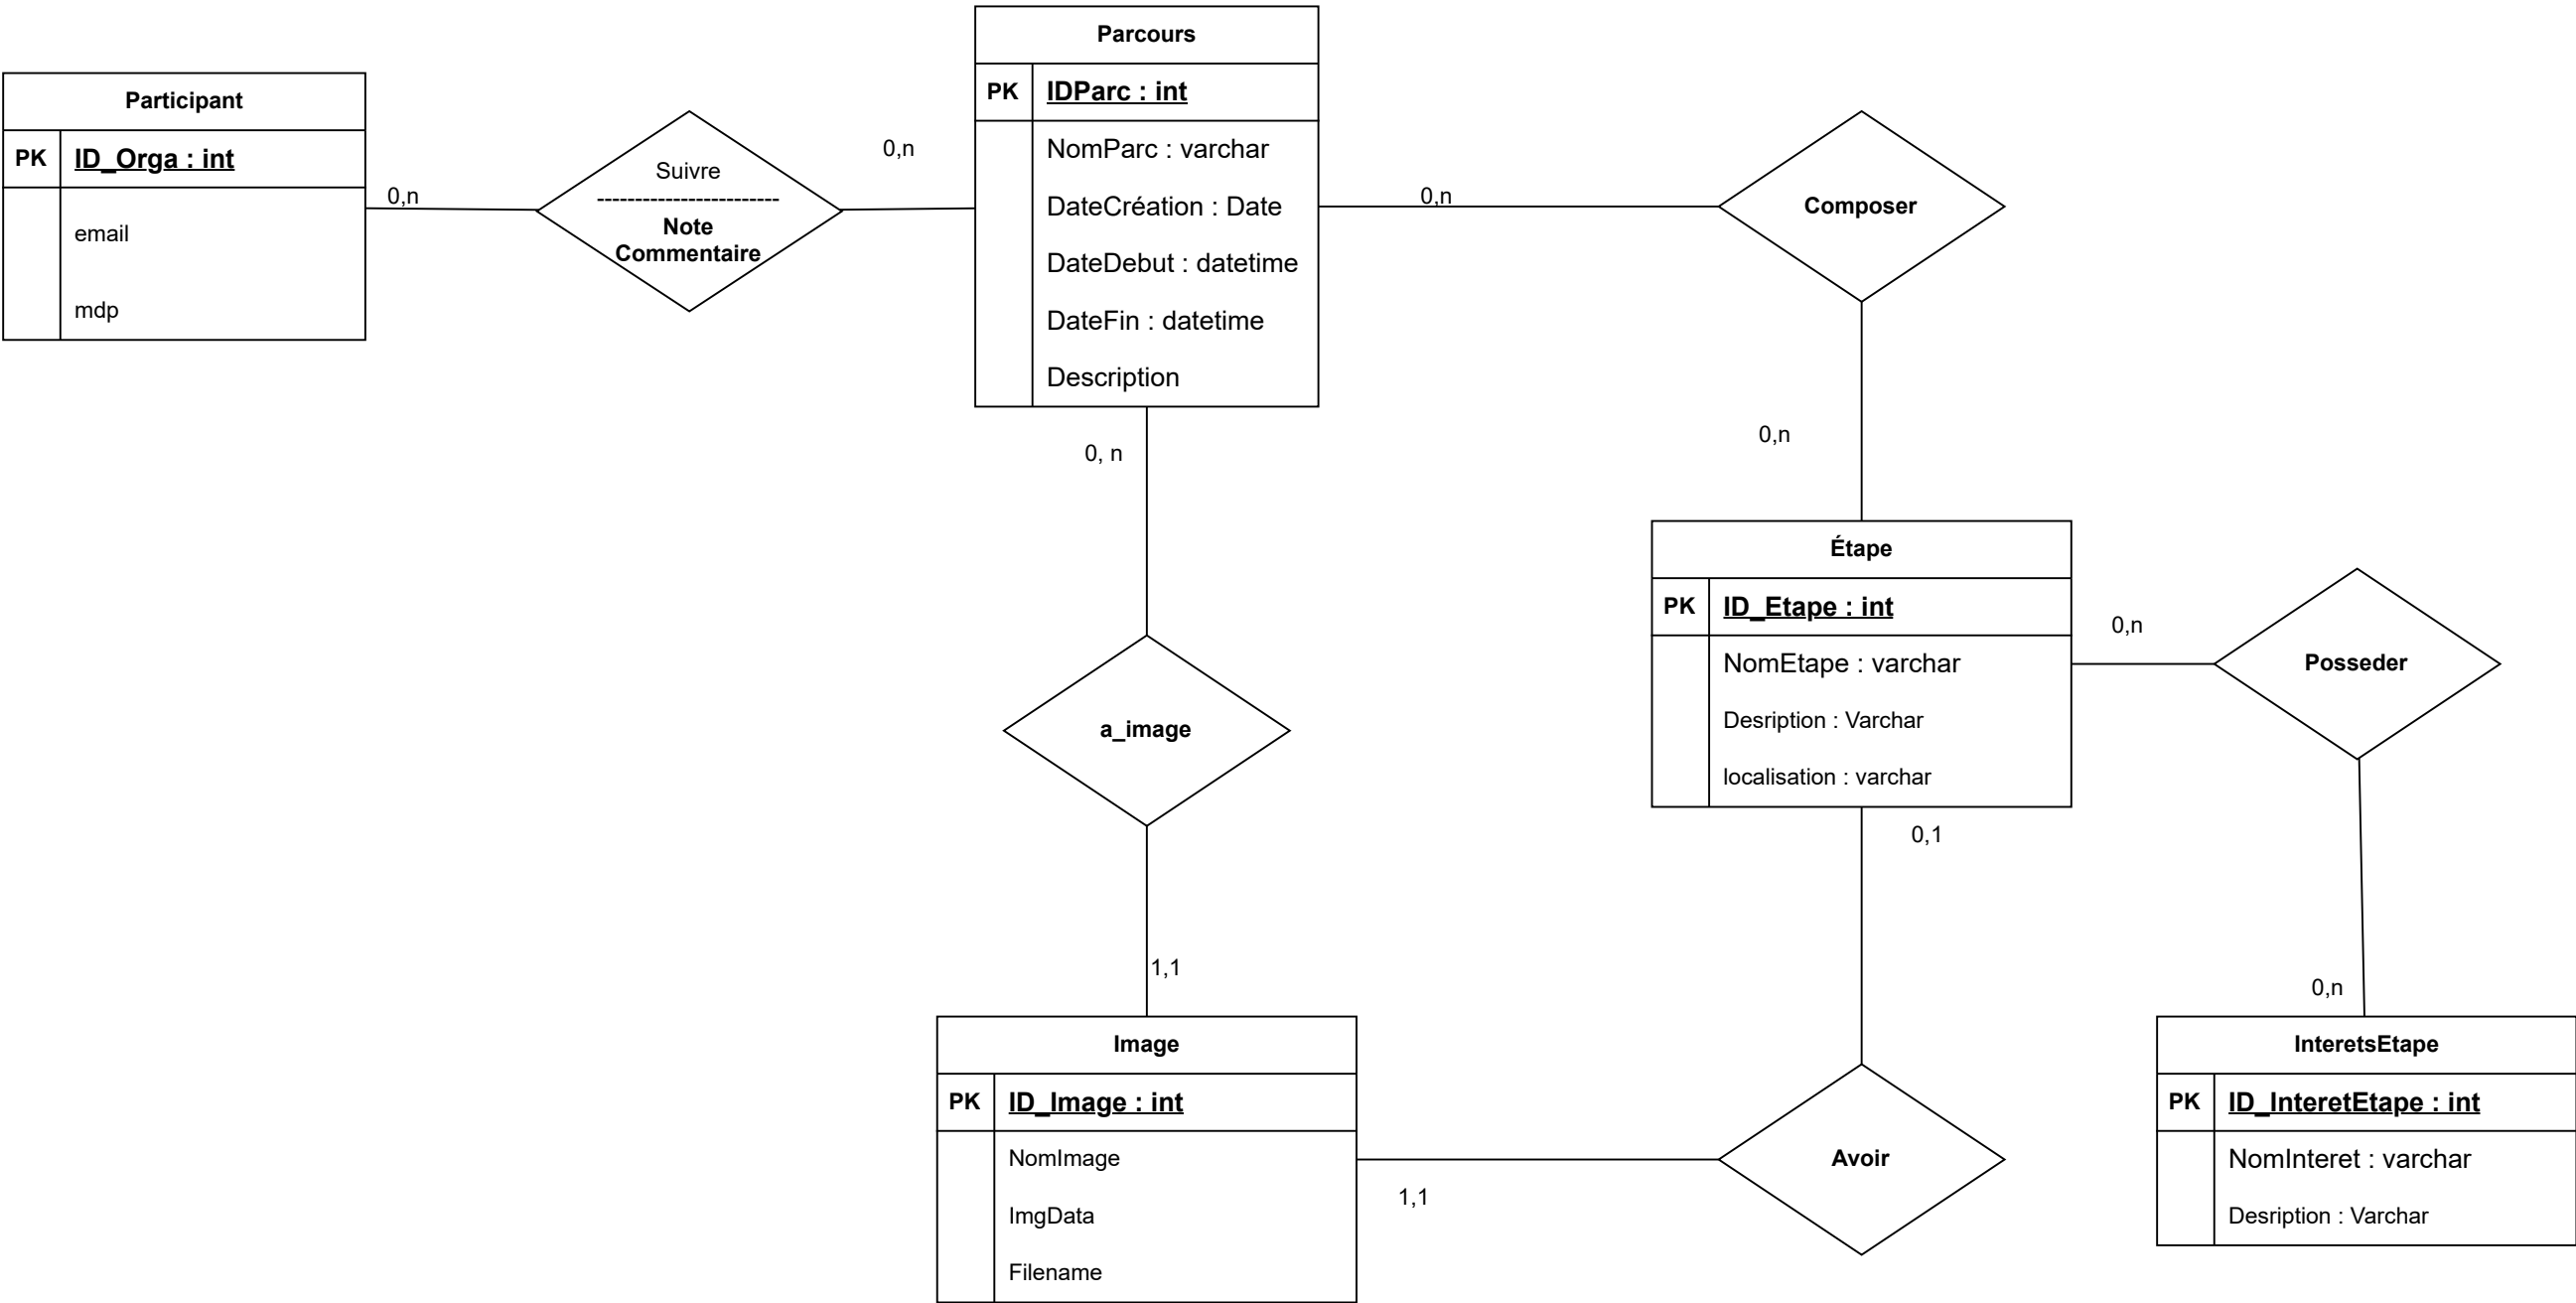 Participant
PK ID_Orga : int
email
mdp
0,n
Suivre
------------------------
Note
Commentaire
0,n
Parcours
PK IDParc : int
NomParc : varchar
DateCréation : Date
DateDebut : datetime
DateFin : datetime
Description
0,n
Composer
0,n
0, n
a_image
1,1
Étape
PK ID_Etape : int
NomEtape : varchar
Desription : Varchar
localisation : varchar
0,n
Posseder
0,n
0,1
Image
PK ID_Image : int
NomImage
ImgData
Filename
1,1
Avoir
InteretsEtape
PK ID_InteretEtape : int
NomInteret : varchar
Desription : Varchar